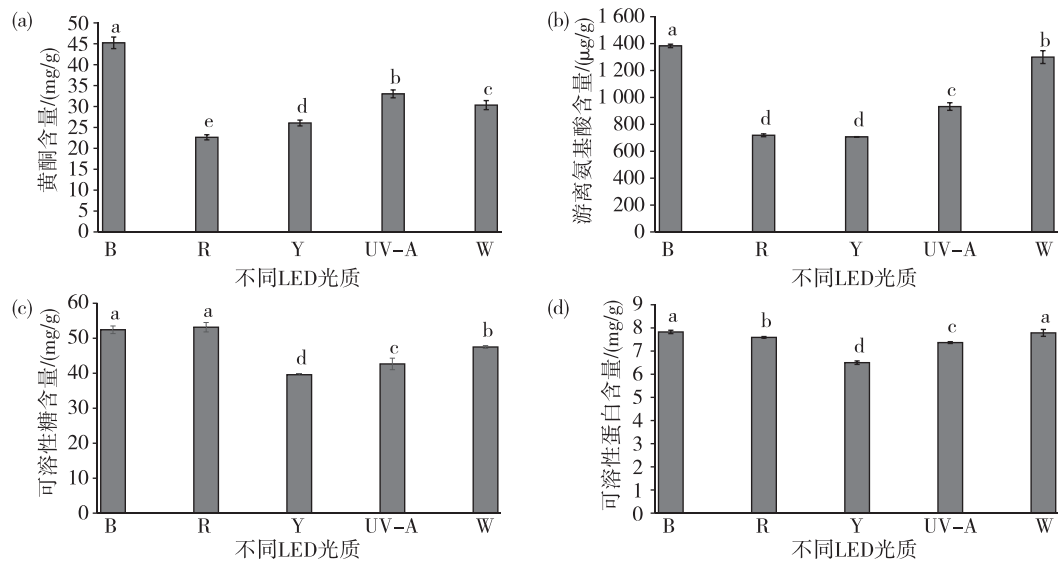 (a)
黄酮含量/(mg/g)
50
45
40
35
30
25
20
15
10
5
0
a
e
d
b
c
B R Y UV-A W
不同LED光质
(b)
游离氨基酸含量/(μg/g)
1 600
1 400
1 200
1 000
800
600
400
200
0
a
d
d
c
b
B R Y UV-A W
不同LED光质
(c)
可溶性糖含量/(mg/g)
60
50
40
30
20
10
0
a
a
d
c
b
B R Y UV-A W
不同LED光质
(d)
可溶性蛋白含量/(mg/g)
9
8
7
6
5
4
3
2
1
0
a
b
d
c
a
B R Y UV-A W
不同LED光质